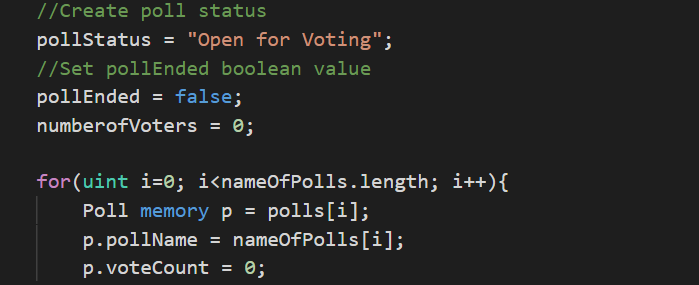 //Create poll status
pollStatus = "Open for Voting";
//Set pollEnded boolean value
pollEnded = false;
numberofVoters = 0;
for(uint i=0; i<nameOfPolls.length; i++){
Poll memory p = polls[i];
p.pollName = nameOfPolls[i];
p.voteCount = 0;